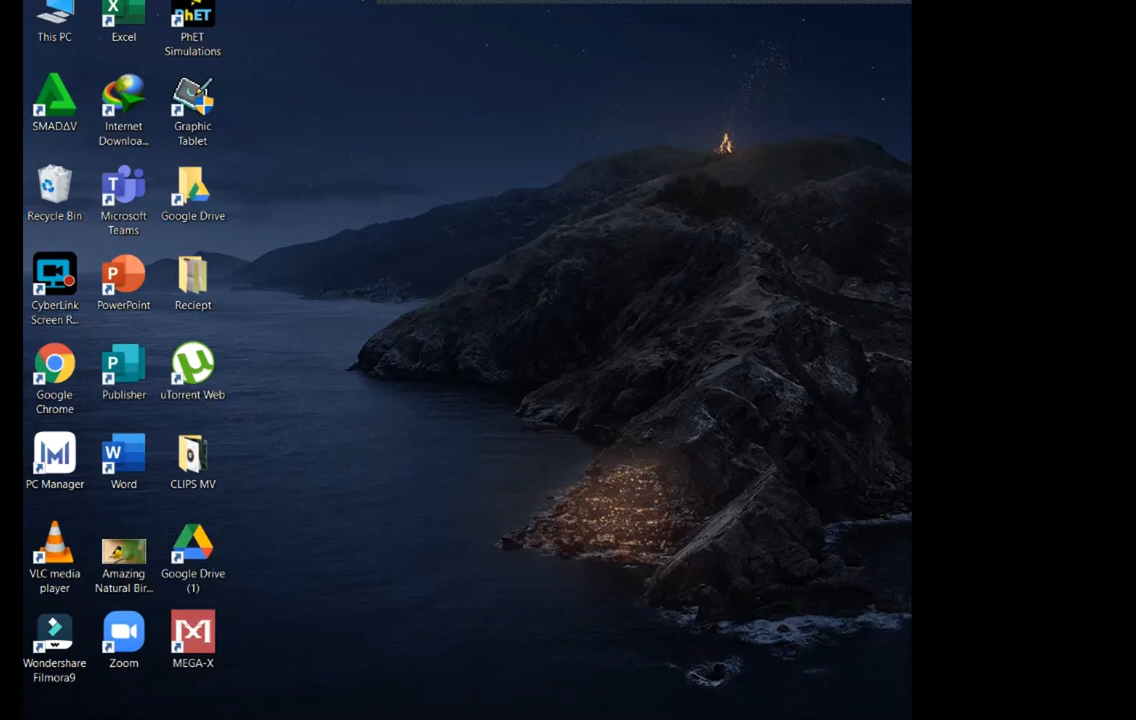 This PC
Excel
PhET
PhET
Simulations
SMADΔV
Internet
Downloa...
Graphic
Tablet
Recycle Bin
T
Microsoft
Teams
Google Drive
CyberLink
Screen R...
P
PowerPoint
Reciept
Google
Chrome
P
Publisher
µ
uTorrent Web
M
PC Manager
W
Word
CLIPS MV
VLC media
player
Amazing
Natural Bir...
Google Drive
(1)
Wondershare
Filmora9
Zoom
M
MEGA-X